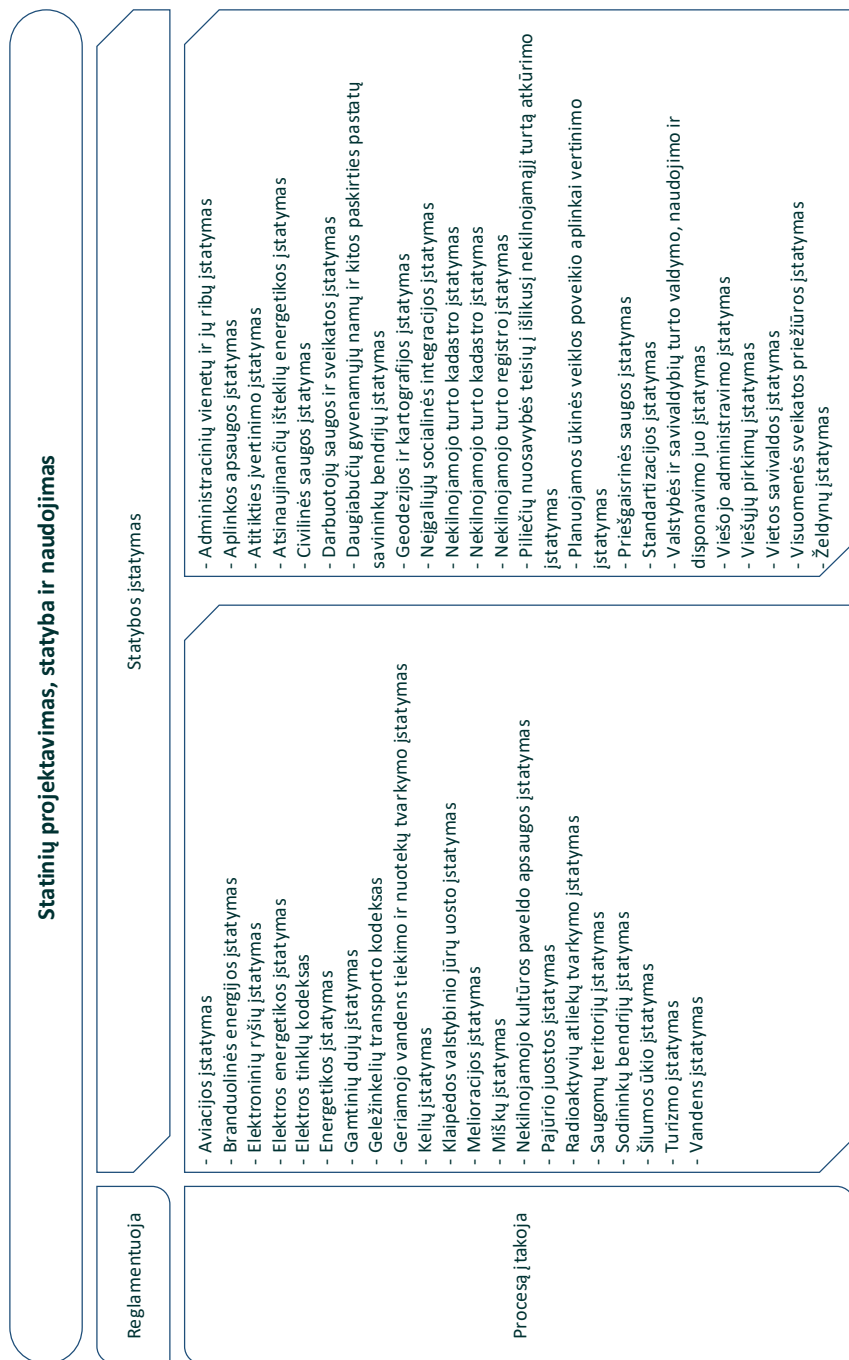 Statinių projektavimas, statyba ir naudojimas
Reglamentuoja
Statybos įstatymas
Procesą įtakoja
- Aviacijos įstatymas
- Branduolinės energijos įstatymas
- Elektroninių ryšių įstatymas
- Elektros energetikos įstatymas
- Elektros tinklų kodeksas
- Energetikos įstatymas
- Gamtinių dujų įstatymas
- Geležinkelių transporto kodeksas
- Geriamojo vandens tiekimo ir nuotekų tvarkymo įstatymas
- Kelių įstatymas
- Klaipėdos valstybinio jūrų uosto įstatymas
- Melioracijos įstatymas
- Miškų įstatymas
- Nekilnojamojo kultūros paveldo apsaugos įstatymas
- Pajūrio juostos įstatymas
- Radioaktyvių atliekų tvarkymo įstatymas
- Saugomų teritorijų įstatymas
- Sodininkų bendrijų įstatymas
- Šilumos ūkio įstatymas
- Turizmo įstatymas
- Vandens įstatymas
- Administracinių vienetų ir jų ribų įstatymas
- Aplinkos apsaugos įstatymas
- Atitikties įvertinimo įstatymas
- Atsinaujinančių išteklių energetikos įstatymas
- Civilinės saugos įstatymas
- Darbuotojų saugos ir sveikatos įstatymas
- Daugiabučių gyvenamųjų namų ir kitos paskirties pastatų
savininkų bendrijų įstatymas
- Geodezijos ir kartografijos įstatymas
- Neįgaliųjų socialinės integracijos įstatymas
- Nekilnojamojo turto kadastro įstatymas
- Nekilnojamojo turto kadastro įstatymas
- Nekilnojamojo turto registro įstatymas
- Piliečių nuosavybės teisių į išlikusį nekilnojamąjį turtą atkūrimo
įstatymas
- Planuojamos ūkinės veiklos poveikio aplinkai vertinimo
įstatymas
- Priešgaisrinės saugos įstatymas
- Standartizacijos įstatymas
- Valstybės ir savivaldybių turto valdymo, naudojimo ir
disponavimo juo įstatymas
- Viešojo administravimo įstatymas
- Viešųjų pirkimų įstatymas
- Vietos savivaldos įstatymas
- Visuomenės sveikatos priežiūros įstatymas
- Želdynų įstatymas